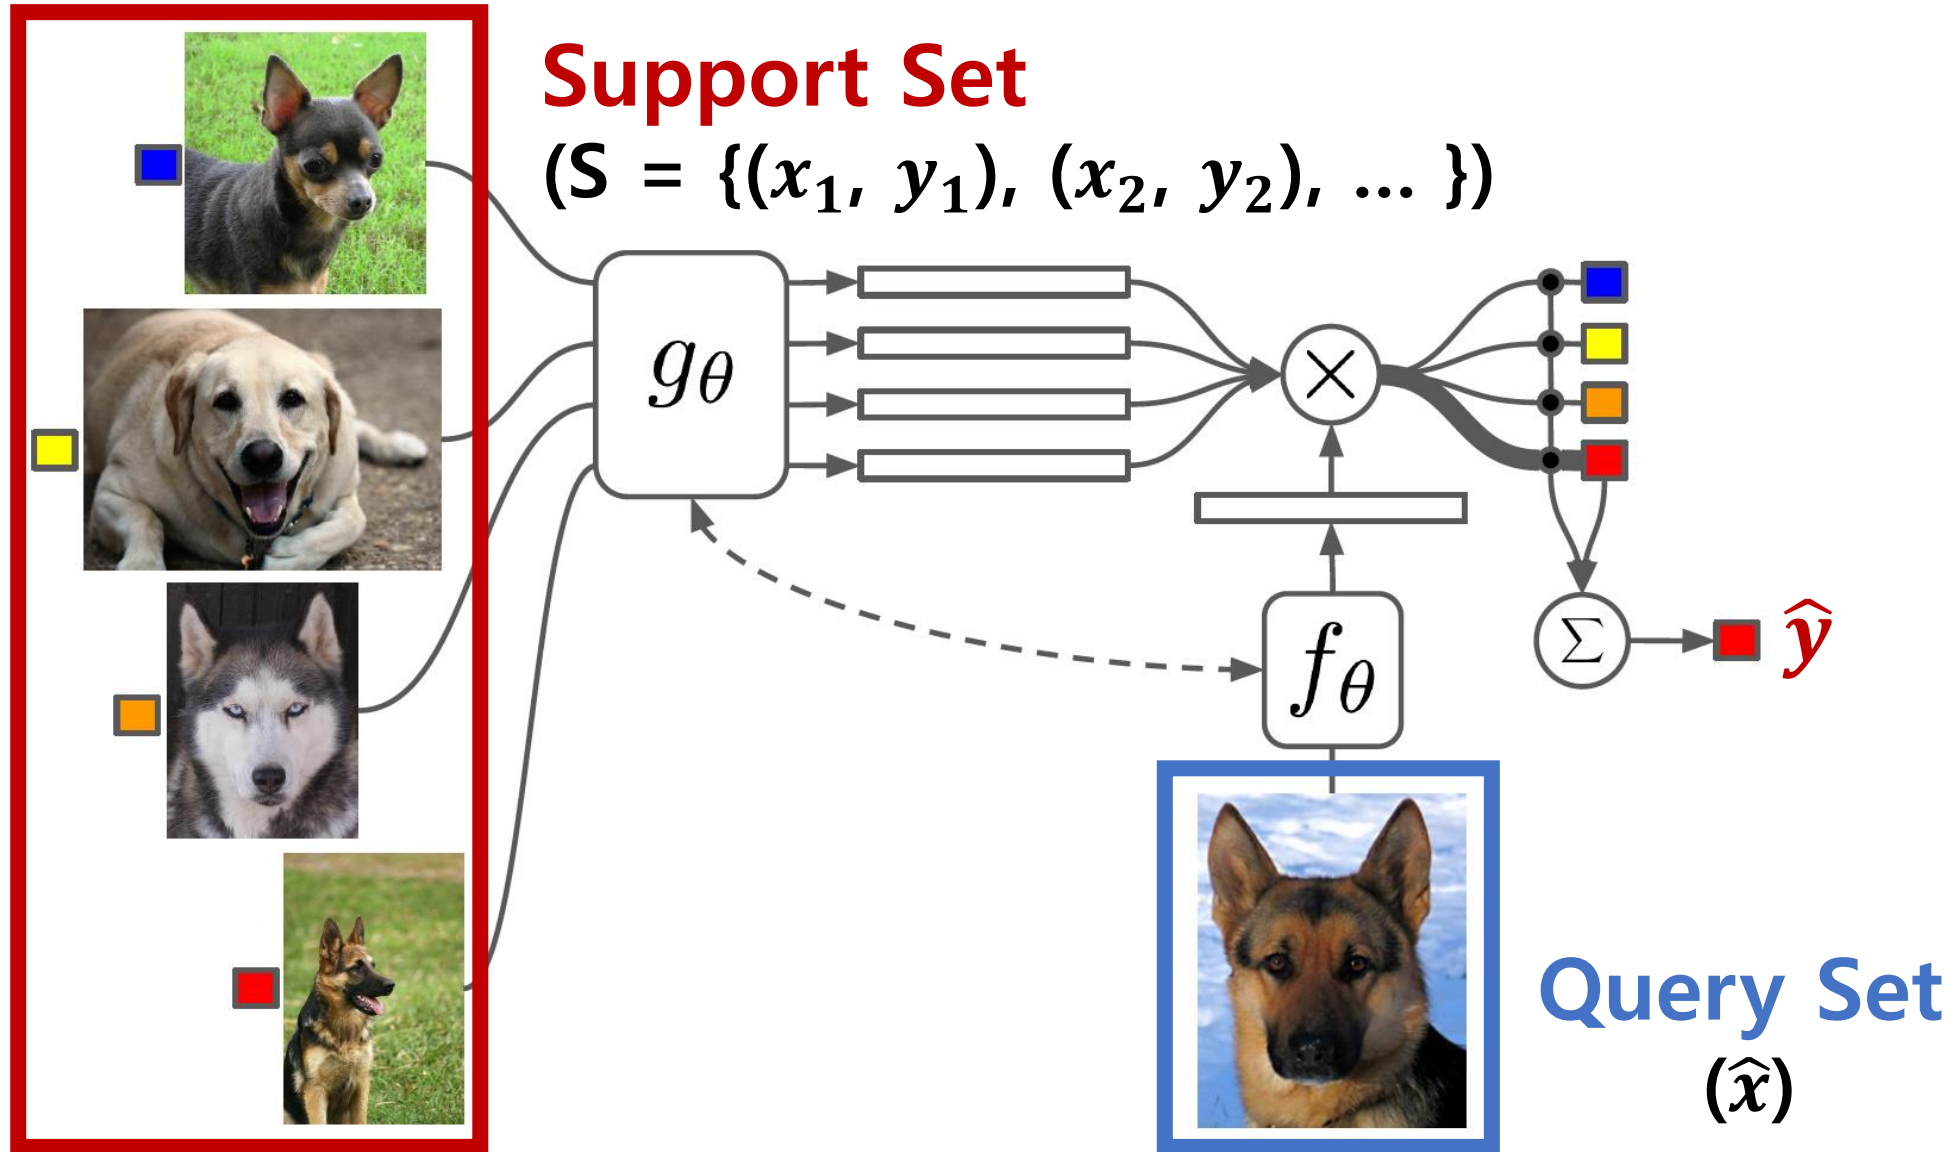 Support Set
(S = {(x₁, y₁), (x₂, y₂), ... })
gθ
×
fθ
Σ
ŷ
Query Set
(x̂)